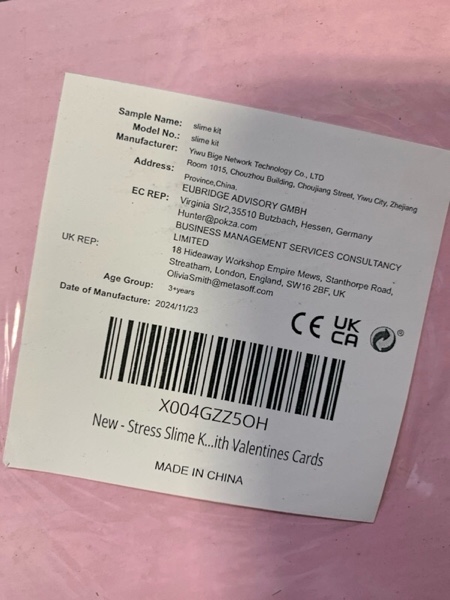 Sample Name: slime kit
Model No.: slime kit
Manufacturer: Yiwu Bige Network Technology Co., LTD
Address: Room 1015, Chouzhou Building, Choujiang Street, Yiwu City, Zhejiang
Province,China.
EC REP: EUBRIDGE ADVISORY GMBH
Virginia Str2,35510 Butzbach, Hessen, Germany
Hunter@pokza.com
UK REP: BUSINESS MANAGEMENT SERVICES CONSULTANCY
LIMITED
18 Hideaway Workshop Empire Mews, Stanthorpe Road,
Streatham, London, England, SW16 2BF, UK
OliviaSmith@metasoff.com
Age Group: 3+years
Date of Manufacture: 2024/11/23
CE UK
CA ®
X004GZZ5OH
New - Stress Slime K...ith Valentines Cards
MADE IN CHINA